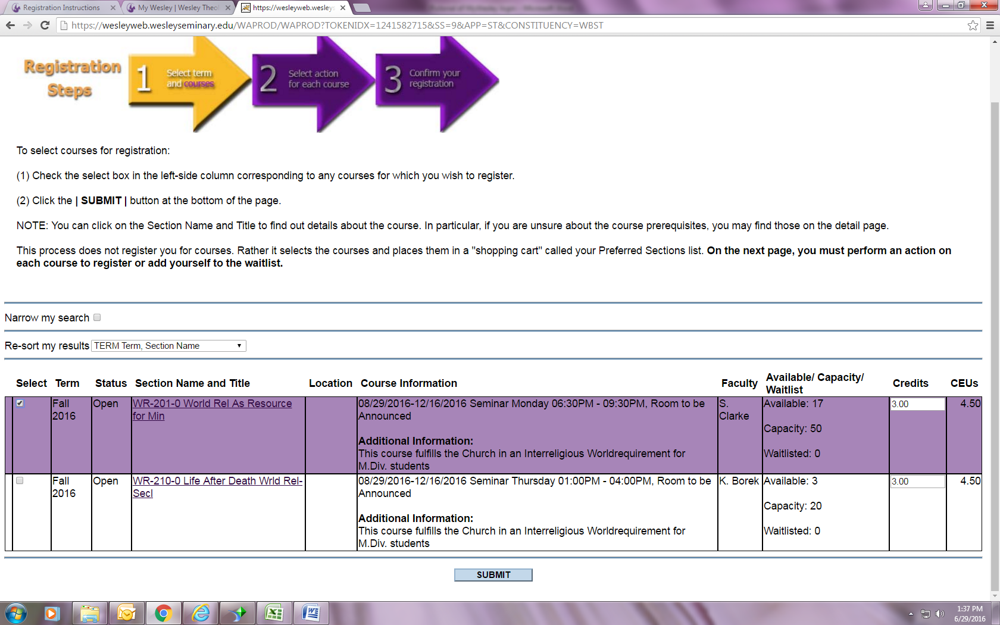 Registration Instructions
My Wesley | Wesley Theol
https://wesleyweb.wesleys
https://wesleyweb.wesleyseminary.edu/WAPROD/WAPROD?TOKENIDX=1241582715&SS=9&APP=ST&CONSTITUENCY=WBST
Registration
Steps
1
Select term
and courses
2
Select action
for each course
3
Confirm your
registration
To select courses for registration:
(1) Check the select box in the left-side column corresponding to any courses for which you wish to register.
(2) Click the | SUBMIT | button at the bottom of the page.
NOTE: You can click on the Section Name and Title to find out details about the course. In particular, if you are unsure about the course prerequisites, you may find those on the detail page.
This process does not register you for courses. Rather it selects the courses and places them in a "shopping cart" called your Preferred Sections list. On the next page, you must perform an action on
each course to register or add yourself to the waitlist.
Narrow my search
Re-sort my results TERM Term, Section Name
Select Term Status Section Name and Title Location Course Information Faculty Available/ Capacity/
Waitlist Credits CEUs
Fall
2016
Open
WR-201-0 World Rel As Resource
for Min
08/29/2016-12/16/2016 Seminar Monday 06:30PM - 09:30PM, Room to be
Announced
Additional Information:
This course fulfills the Church in an Interreligious Worldrequirement for
M.Div. students
S.
Clarke
Available: 17
Capacity: 50
Waitlisted: 0
3.00
4.50
Fall
2016
Open
WR-210-0 Life After Death Wrld Rel-
Secl
08/29/2016-12/16/2016 Seminar Thursday 01:00PM - 04:00PM, Room to be
Announced
Additional Information:
This course fulfills the Church in an Interreligious Worldrequirement for
M.Div. students
K. Borek
Available: 3
Capacity: 20
Waitlisted: 0
3.00
4.50
SUBMIT
1:37 PM
6/29/2016